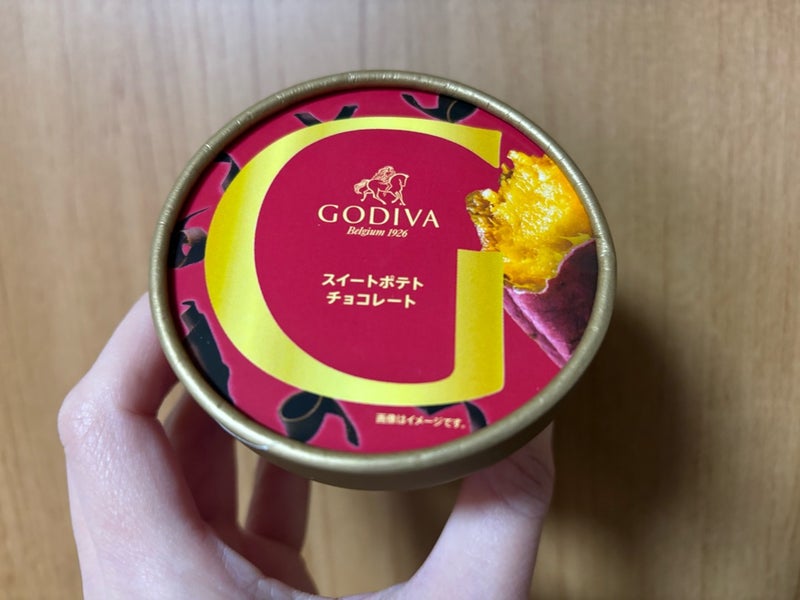 GODIVA
Belgium 1926
スイートポテト
チョコレート
画像はイメージです。